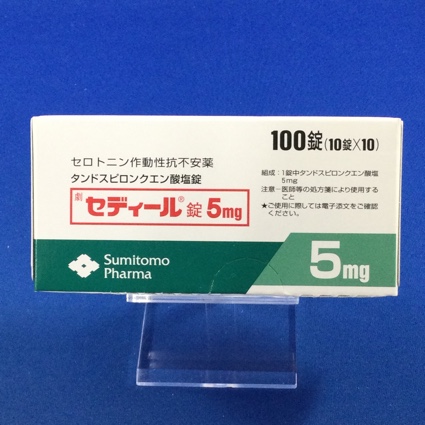 100錠(10錠×10)
セロトニン作動性抗不安薬
タンドスピロンクエン酸塩錠
劇 セディール®錠 5mg
組成:1錠中タンドスピロンクエン酸塩
5mg
注意-医師等の処方箋により使用する
こと
★ご使用に際しては電子添文をご確認
ください。
Sumitomo
Pharma
5mg